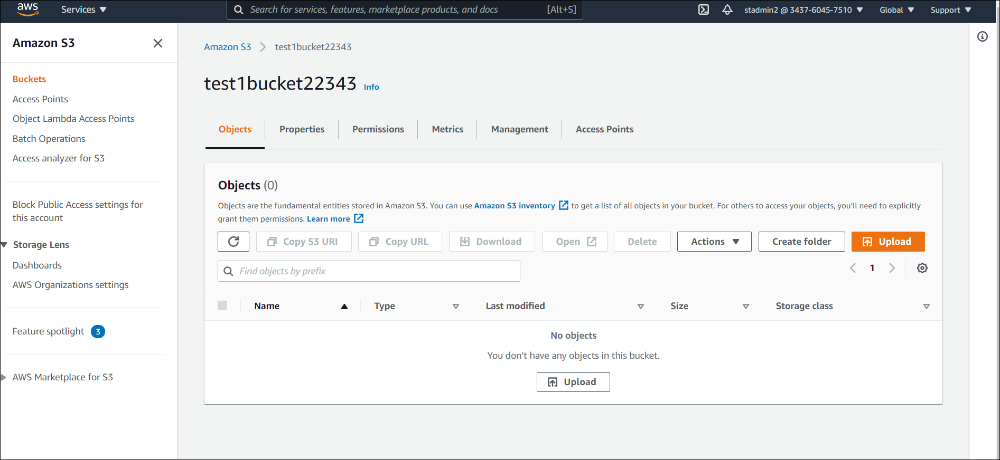 aws
Services
Search for services, features, marketplace products, and docs
[Alt+S]
stadmin2 @ 3437-6045-7510
Global
Support
Amazon S3
Buckets
Access Points
Object Lambda Access Points
Batch Operations
Access analyzer for S3
Block Public Access settings for
this account
Storage Lens
Dashboards
AWS Organizations settings
Feature spotlight 3
AWS Marketplace for S3
Amazon S3 > test1bucket22343
test1bucket22343 Info
Objects
Properties
Permissions
Metrics
Management
Access Points
Objects (0)
Objects are the fundamental entities stored in Amazon S3. You can use Amazon S3 inventory to get a list of all objects in your bucket. For others to access your objects, you’ll need to explicitly
grant them permissions. Learn more
Copy S3 URI
Copy URL
Download
Open
Delete
Actions
Create folder
Upload
Find objects by prefix
1
Name
Type
Last modified
Size
Storage class
No objects
You don't have any objects in this bucket.
Upload